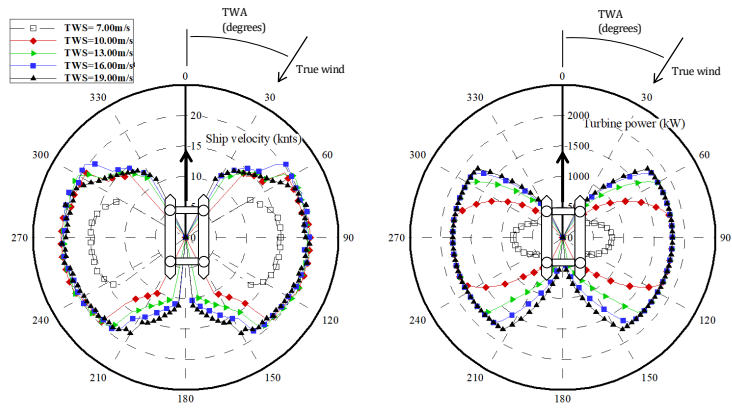 TWS= 7.00m/s
TWS=10.00m/s
TWS=13.00m/s
TWS=16.00m/s
TWS=19.00m/s
TWA
(degrees)
True wind
0
30
60
90
120
150
180
210
240
270
300
330
20
15
10
5
0
Ship velocity (knts)
TWA
(degrees)
True wind
0
30
60
90
120
150
180
210
240
270
300
330
2000
1500
1000
0
Turbine power (kW)